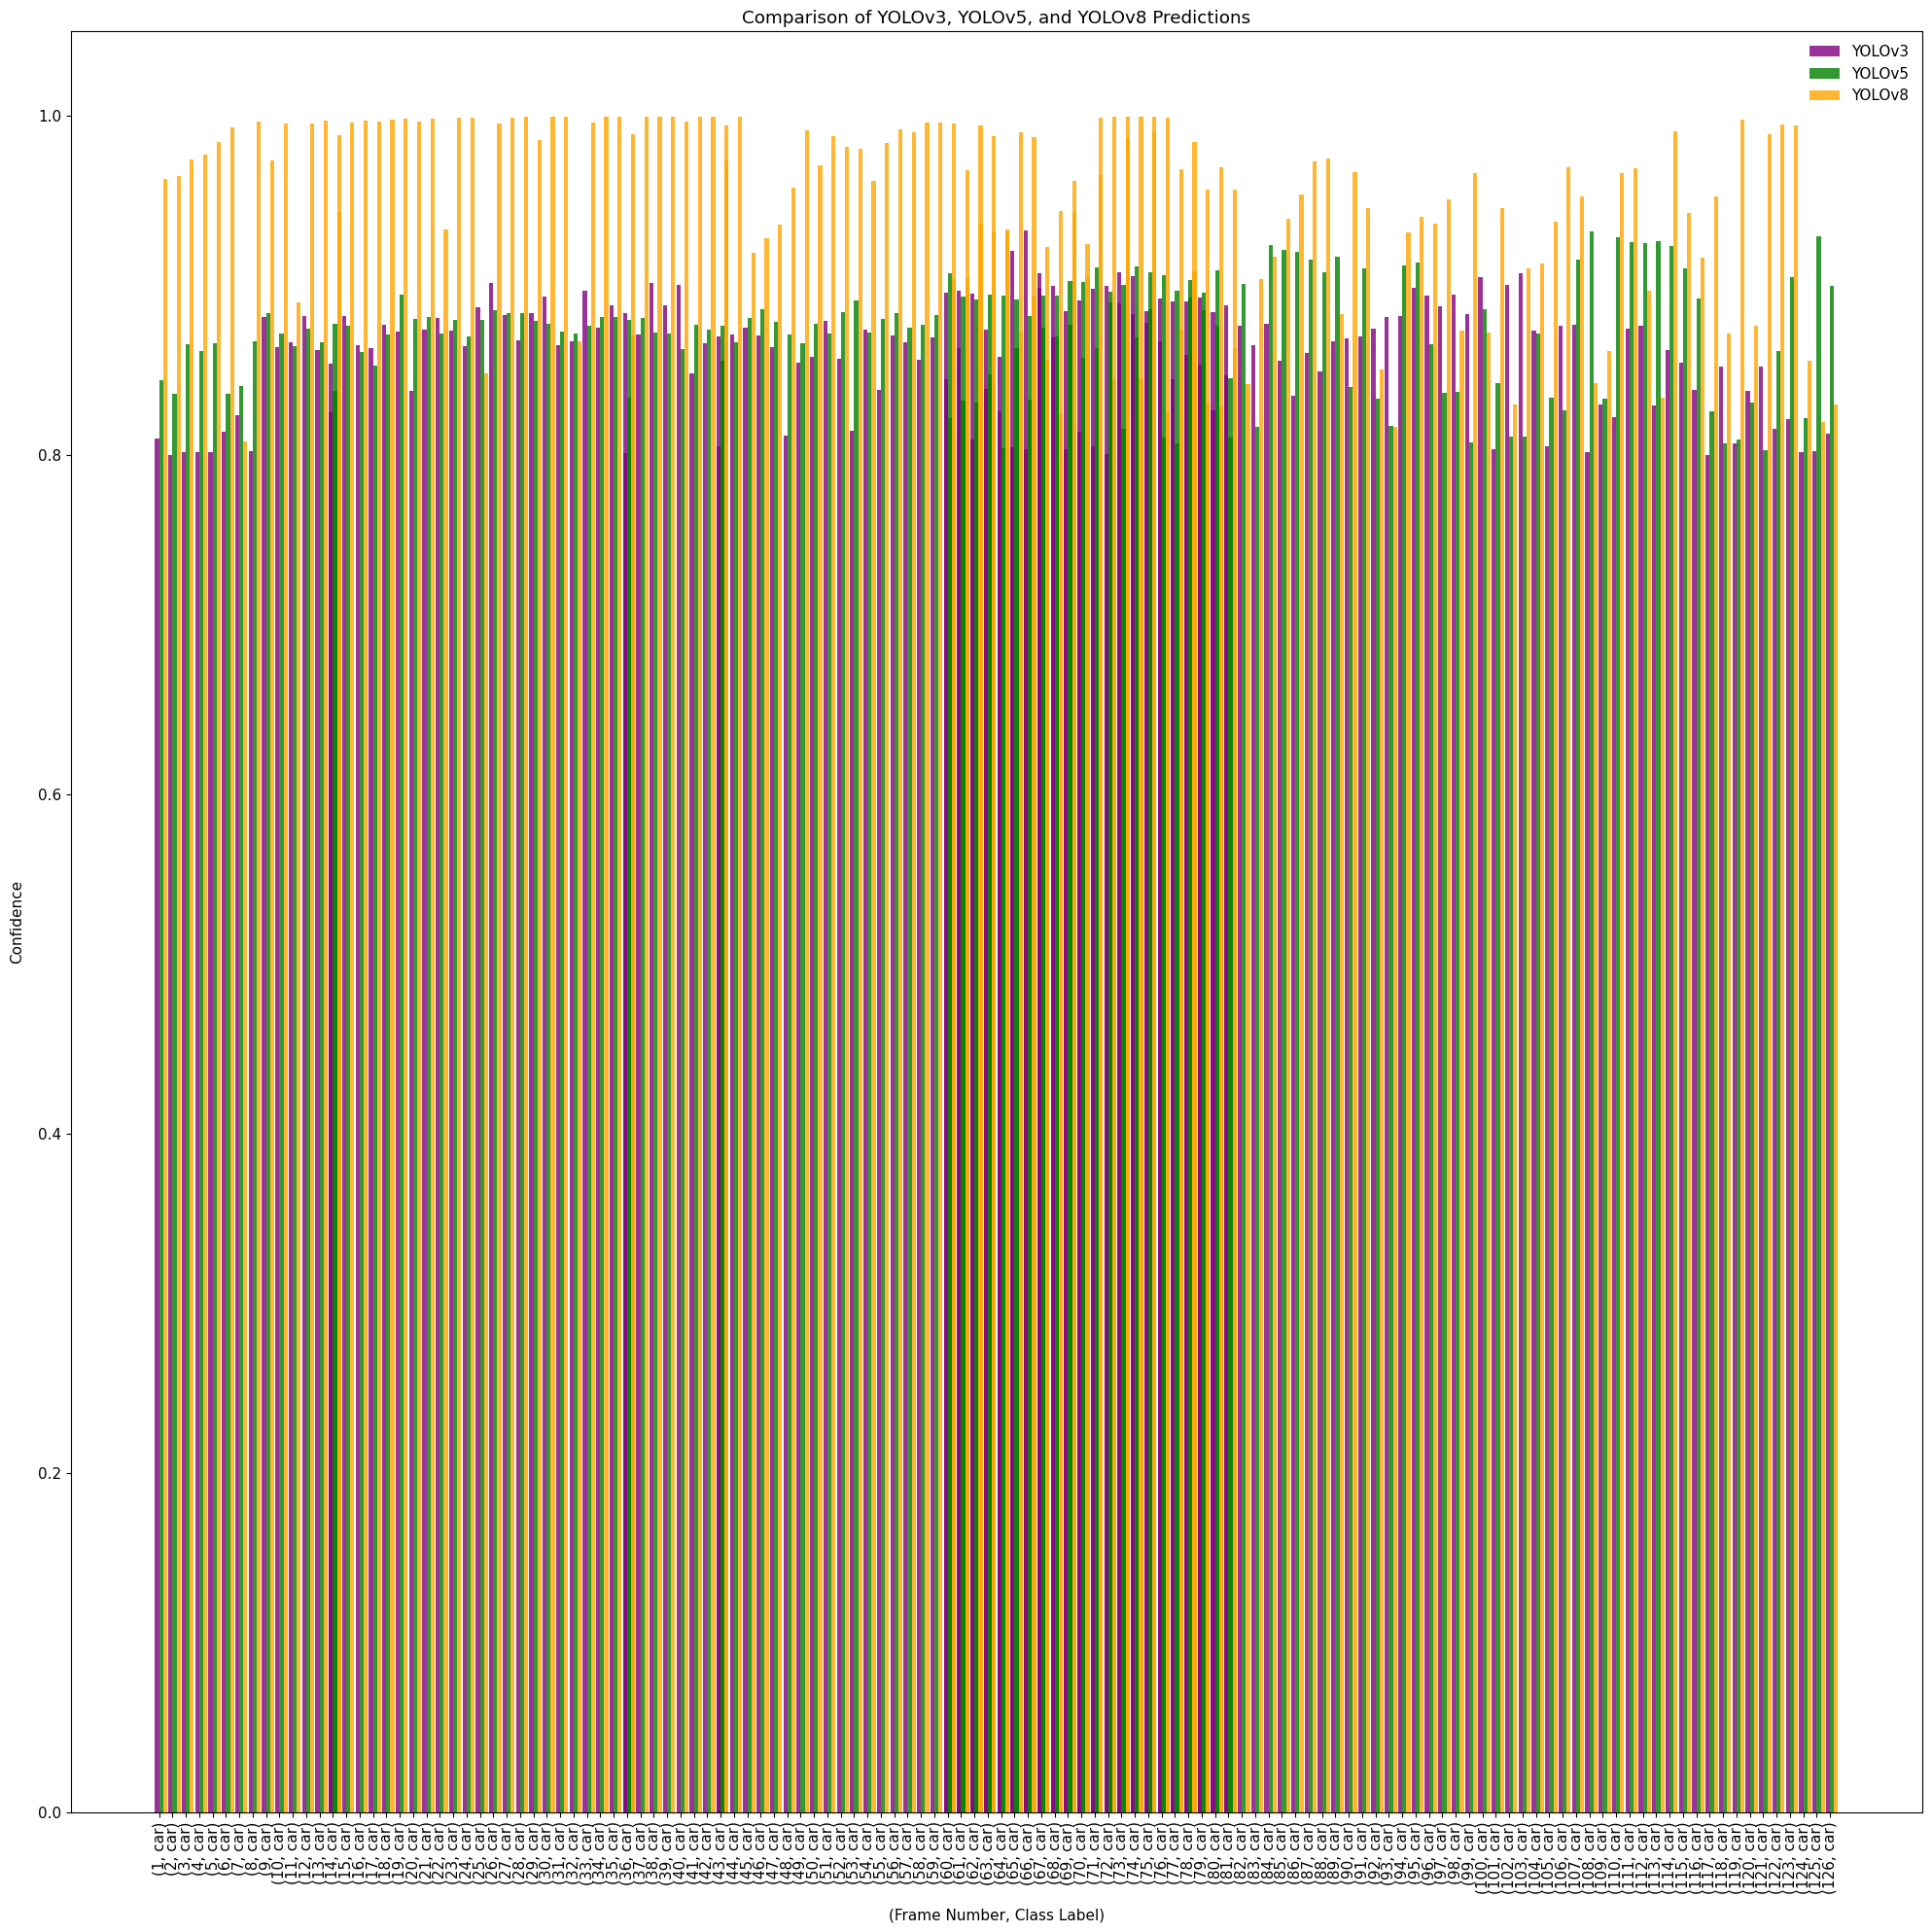 Comparison of YOLOv3, YOLOv5, and YOLOv8 Predictions
YOLOv3
YOLOv5
YOLOv8
1.0
0.8
0.6
0.4
0.2
0.0
Confidence
(1, car)
(2, car)
(3, car)
(4, car)
(5, car)
(6, car)
(7, car)
(8, car)
(9, car)
(10, car)
(11, car)
(12, car)
(13, car)
(14, car)
(15, car)
(16, car)
(17, car)
(18, car)
(19, car)
(20, car)
(21, car)
(22, car)
(23, car)
(24, car)
(25, car)
(26, car)
(27, car)
(28, car)
(29, car)
(30, car)
(31, car)
(32, car)
(33, car)
(34, car)
(35, car)
(36, car)
(37, car)
(38, car)
(39, car)
(40, car)
(41, car)
(42, car)
(43, car)
(44, car)
(45, car)
(46, car)
(47, car)
(48, car)
(49, car)
(50, car)
(51, car)
(52, car)
(53, car)
(54, car)
(55, car)
(56, car)
(57, car)
(58, car)
(59, car)
(60, car)
(61, car)
(62, car)
(63, car)
(64, car)
(65, car)
(66, car)
(67, car)
(68, car)
(69, car)
(70, car)
(71, car)
(72, car)
(73, car)
(74, car)
(75, car)
(76, car)
(77, car)
(78, car)
(79, car)
(80, car)
(81, car)
(82, car)
(83, car)
(84, car)
(85, car)
(86, car)
(87, car)
(88, car)
(89, car)
(90, car)
(91, car)
(92, car)
(93, car)
(94, car)
(95, car)
(96, car)
(97, car)
(98, car)
(99, car)
(100, car)
(101, car)
(102, car)
(103, car)
(104, car)
(105, car)
(106, car)
(107, car)
(108, car)
(109, car)
(110, car)
(111, car)
(112, car)
(113, car)
(114, car)
(115, car)
(116, car)
(117, car)
(118, car)
(119, car)
(120, car)
(121, car)
(122, car)
(123, car)
(124, car)
(125, car)
(126, car)
(Frame Number, Class Label)